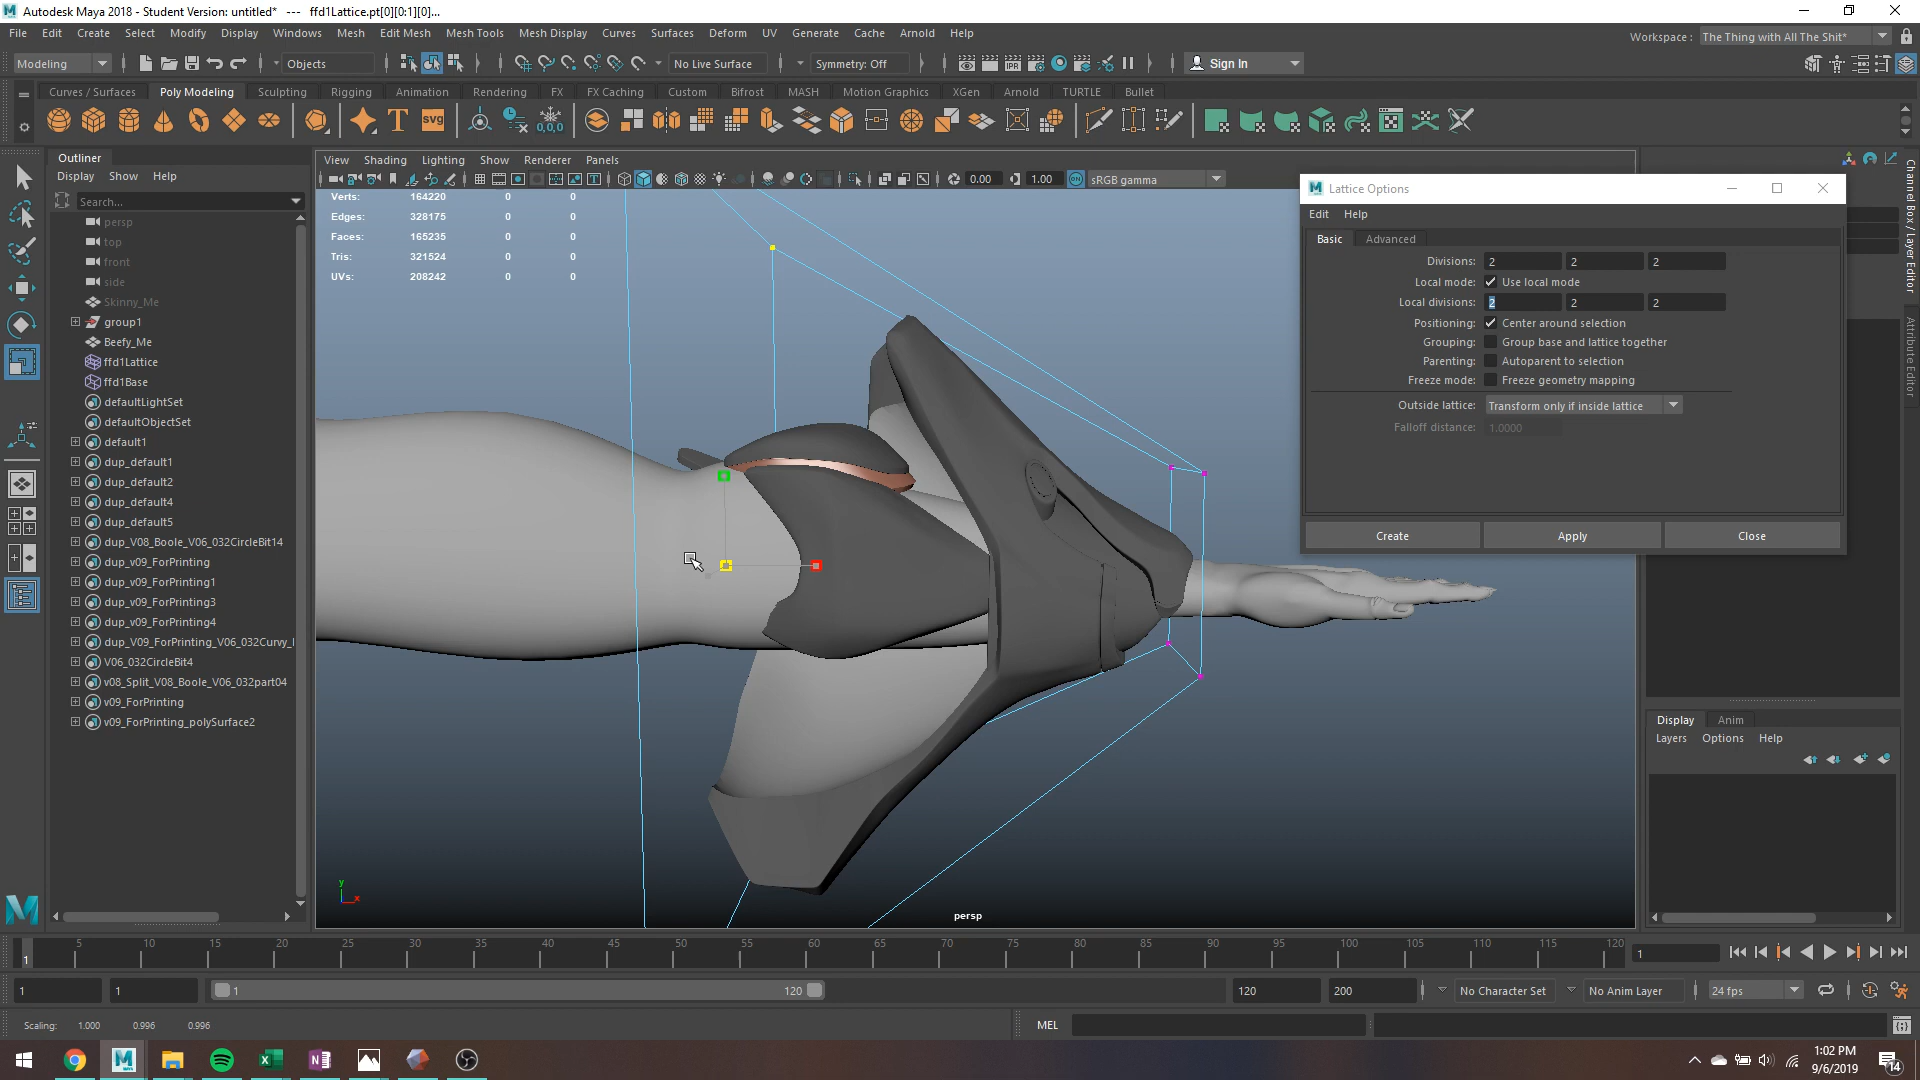 Autodesk Maya 2018 - Student Version: untitled*   ---   ffd1Lattice.pt[0][0:1][0]...
File Edit Create Select Modify Display Windows Mesh Edit Mesh Mesh Tools Mesh Display Curves Surfaces Deform UV Generate Cache Arnold Help
Workspace : The Thing with All The Shit*
Modeling Objects No Live Surface Symmetry: Off Sign In
Curves / Surfaces Poly Modeling Sculpting Rigging Animation Rendering FX FX Caching Custom Bifrost MASH Motion Graphics XGen Arnold TURTLE Bullet
Outliner
Display Show Help
Search...
persp
top
front
side
Skinny_Me
group1
Beefy_Me
ffd1Lattice
ffd1Base
defaultLightSet
defaultObjectSet
default1
dup_default1
dup_default2
dup_default4
dup_default5
dup_V08_Boole_V06_032CircleBit14
dup_v09_ForPrinting
dup_v09_ForPrinting1
dup_v09_ForPrinting3
dup_v09_ForPrinting4
dup_V09_ForPrinting_V06_032Curvy_
V06_032CircleBit4
v08_Split_V08_Boole_V06_032part04
v09_ForPrinting
v09_ForPrinting_polySurface2
View Shading Lighting Show Renderer Panels
0.00 1.00 sRGB gamma
Verts: 164220 0 0
Edges: 328175 0 0
Faces: 165235 0 0
Tris: 321524 0 0
UVs: 208242 0 0
y
x
persp
Lattice Options
Edit Help
Basic Advanced
Divisions: 2 2 2
Local mode: Use local mode
Local divisions: 2 2 2
Positioning: Center around selection
Grouping: Group base and lattice together
Parenting: Autoparent to selection
Freeze mode: Freeze geometry mapping
Outside lattice: Transform only if inside lattice
Falloff distance: 1.0000
Create Apply Close
Channel Box / Layer Editor
Attribute Editor
Display Anim
Layers Options Help
5 10 15 20 25 30 35 40 45 50 55 60 65 70 75 80 85 90 95 100 105 110 115 120
1 1
1 1 1 120 120 200 No Character Set No Anim Layer 24 fps
Scaling: 1.000 0.996 0.996 MEL
1:02 PM
9/6/2019
14